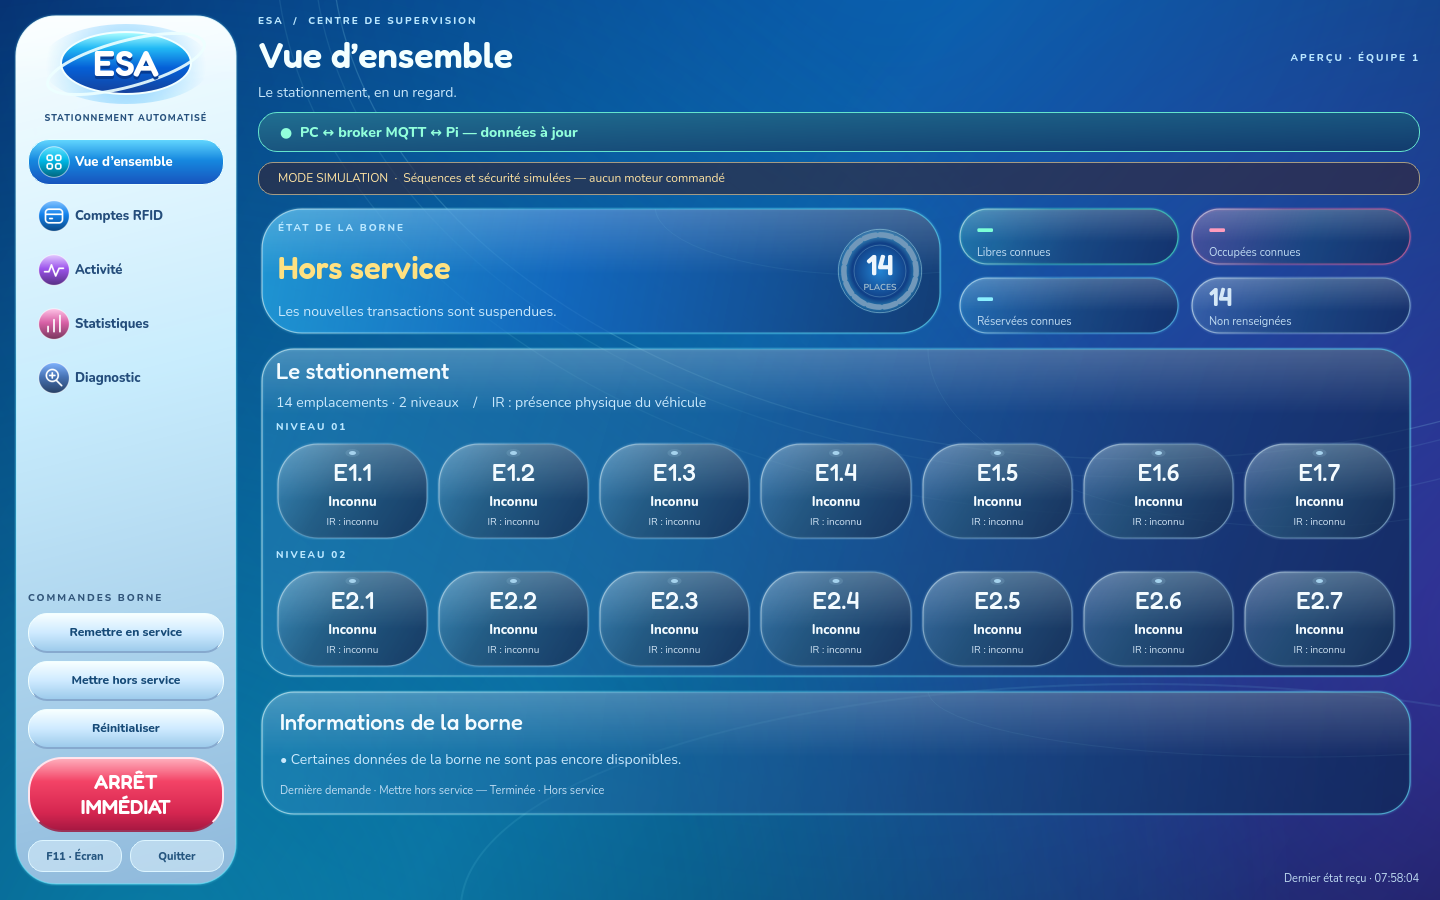 ESA
STATIONNEMENT AUTOMATISÉ
Vue d’ensemble
Comptes RFID
Activité
Statistiques
Diagnostic
COMMANDES BORNE
Remettre en service
Mettre hors service
Réinitialiser
ARRÊT
IMMÉDIAT
F11 · Écran
Quitter
ESA / CENTRE DE SUPERVISION
Vue d’ensemble
APERÇU · ÉQUIPE 1
Le stationnement, en un regard.
● PC ↔ broker MQTT ↔ Pi — données à jour
MODE SIMULATION · Séquences et sécurité simulées — aucun moteur commandé
ÉTAT DE LA BORNE
Hors service
Les nouvelles transactions sont suspendues.
14
PLACES
—
Libres connues
—
Occupées connues
—
Réservées connues
14
Non renseignées
Le stationnement
14 emplacements · 2 niveaux / IR : présence physique du véhicule
NIVEAU 01
E1.1
Inconnu
IR : inconnu
E1.2
Inconnu
IR : inconnu
E1.3
Inconnu
IR : inconnu
E1.4
Inconnu
IR : inconnu
E1.5
Inconnu
IR : inconnu
E1.6
Inconnu
IR : inconnu
E1.7
Inconnu
IR : inconnu
NIVEAU 02
E2.1
Inconnu
IR : inconnu
E2.2
Inconnu
IR : inconnu
E2.3
Inconnu
IR : inconnu
E2.4
Inconnu
IR : inconnu
E2.5
Inconnu
IR : inconnu
E2.6
Inconnu
IR : inconnu
E2.7
Inconnu
IR : inconnu
Informations de la borne
• Certaines données de la borne ne sont pas encore disponibles.
Dernière demande · Mettre hors service — Terminée · Hors service
Dernier état reçu · 07:58:04